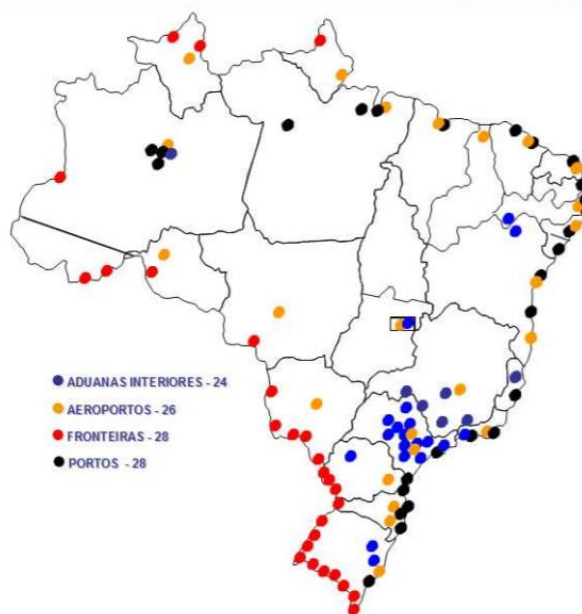 ADUANAS INTERIORES - 24
AEROPORTOS - 26
FRONTEIRAS - 28
PORTOS - 28